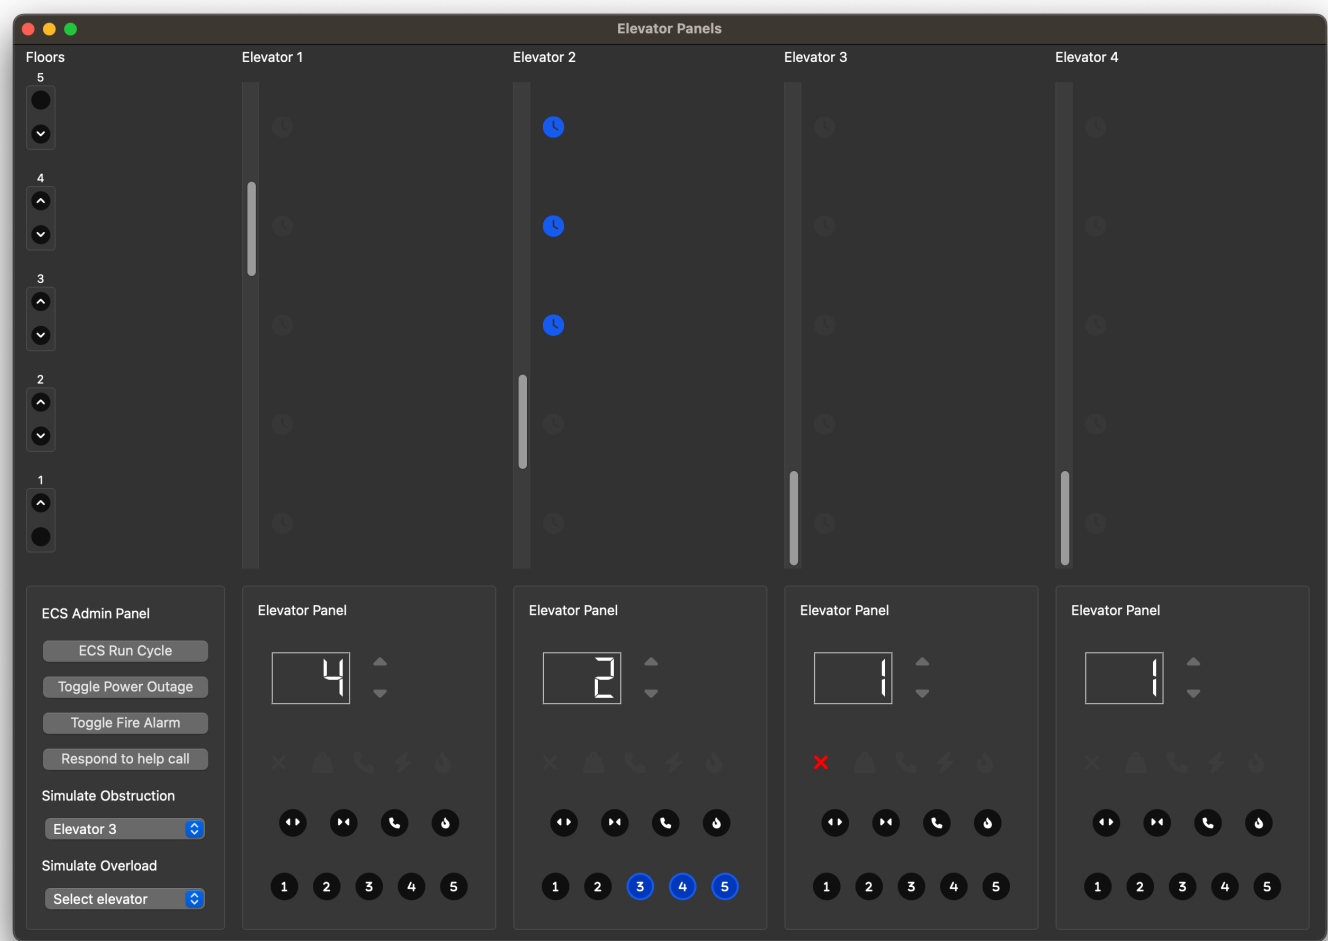 Elevator Panels
Floors
Elevator 1
Elevator 2
Elevator 3
Elevator 4
5
4
3
2
1
ECS Admin Panel
ECS Run Cycle
Toggle Power Outage
Toggle Fire Alarm
Respond to help call
Simulate Obstruction
Elevator 3
Simulate Overload
Select elevator
Elevator Panel
4
1 2 3 4 5
Elevator Panel
2
1 2 3 4 5
Elevator Panel
1
1 2 3 4 5
Elevator Panel
1
1 2 3 4 5